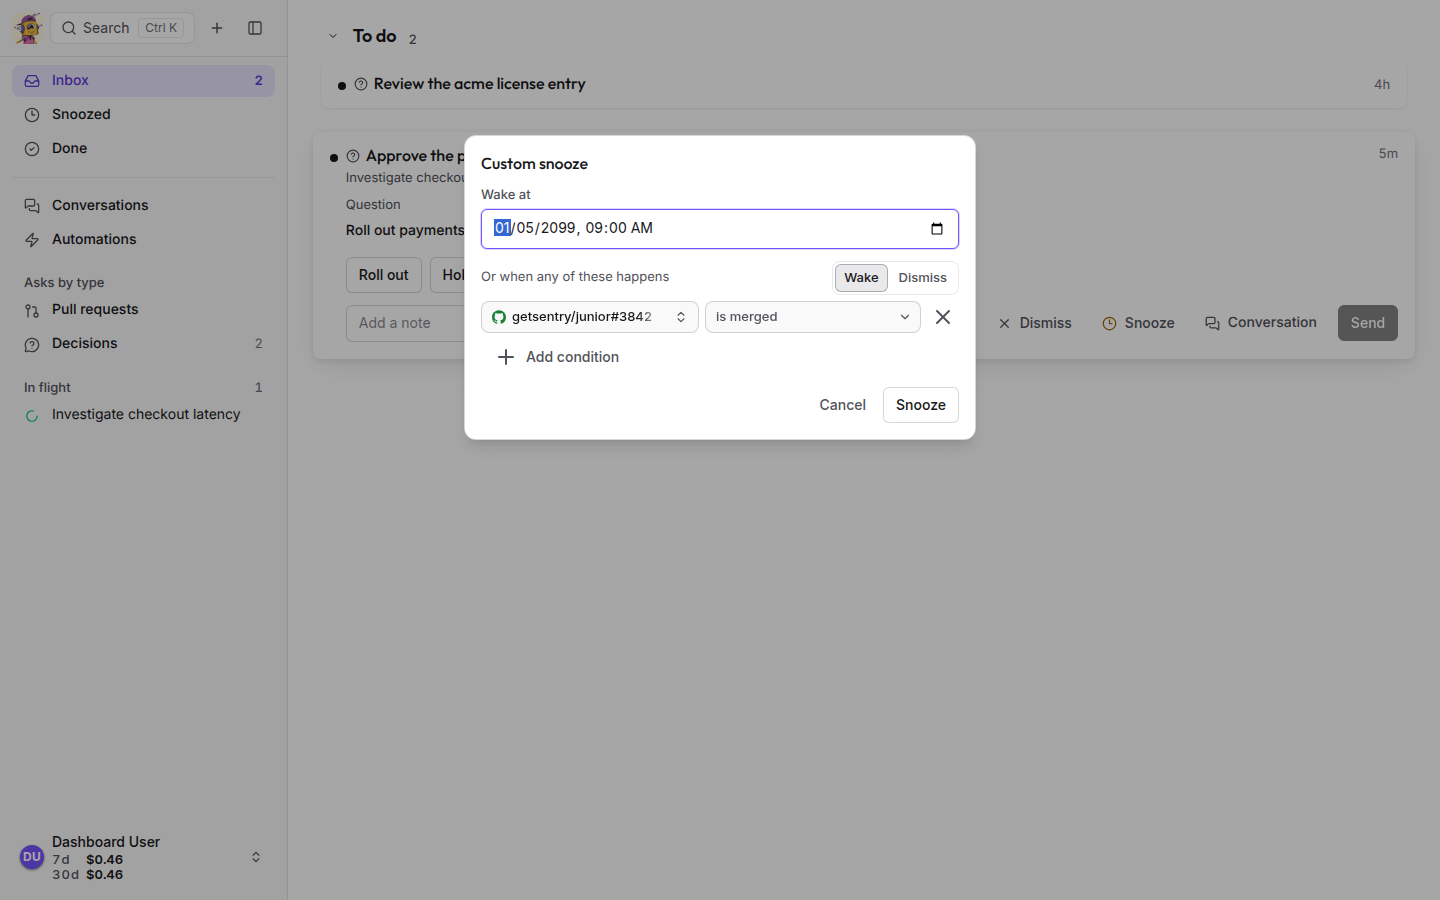 Search Ctrl K
Inbox 2
Snoozed
Done
Conversations
Automations
Asks by type
Pull requests
Decisions 2
In flight 1
Investigate checkout latency
Dashboard User
DU
7d $0.46
30d $0.46
To do 2
Review the acme license entry 4h
Approve the p 5m
Investigate checkou
Question
Roll out payments
Roll out Hol
Add a note
Dismiss Snooze Conversation Send
Custom snooze
Wake at
01/05/2099, 09:00 AM
Or when any of these happens Wake Dismiss
getsentry/junior#3842 is merged
Add condition
Cancel Snooze